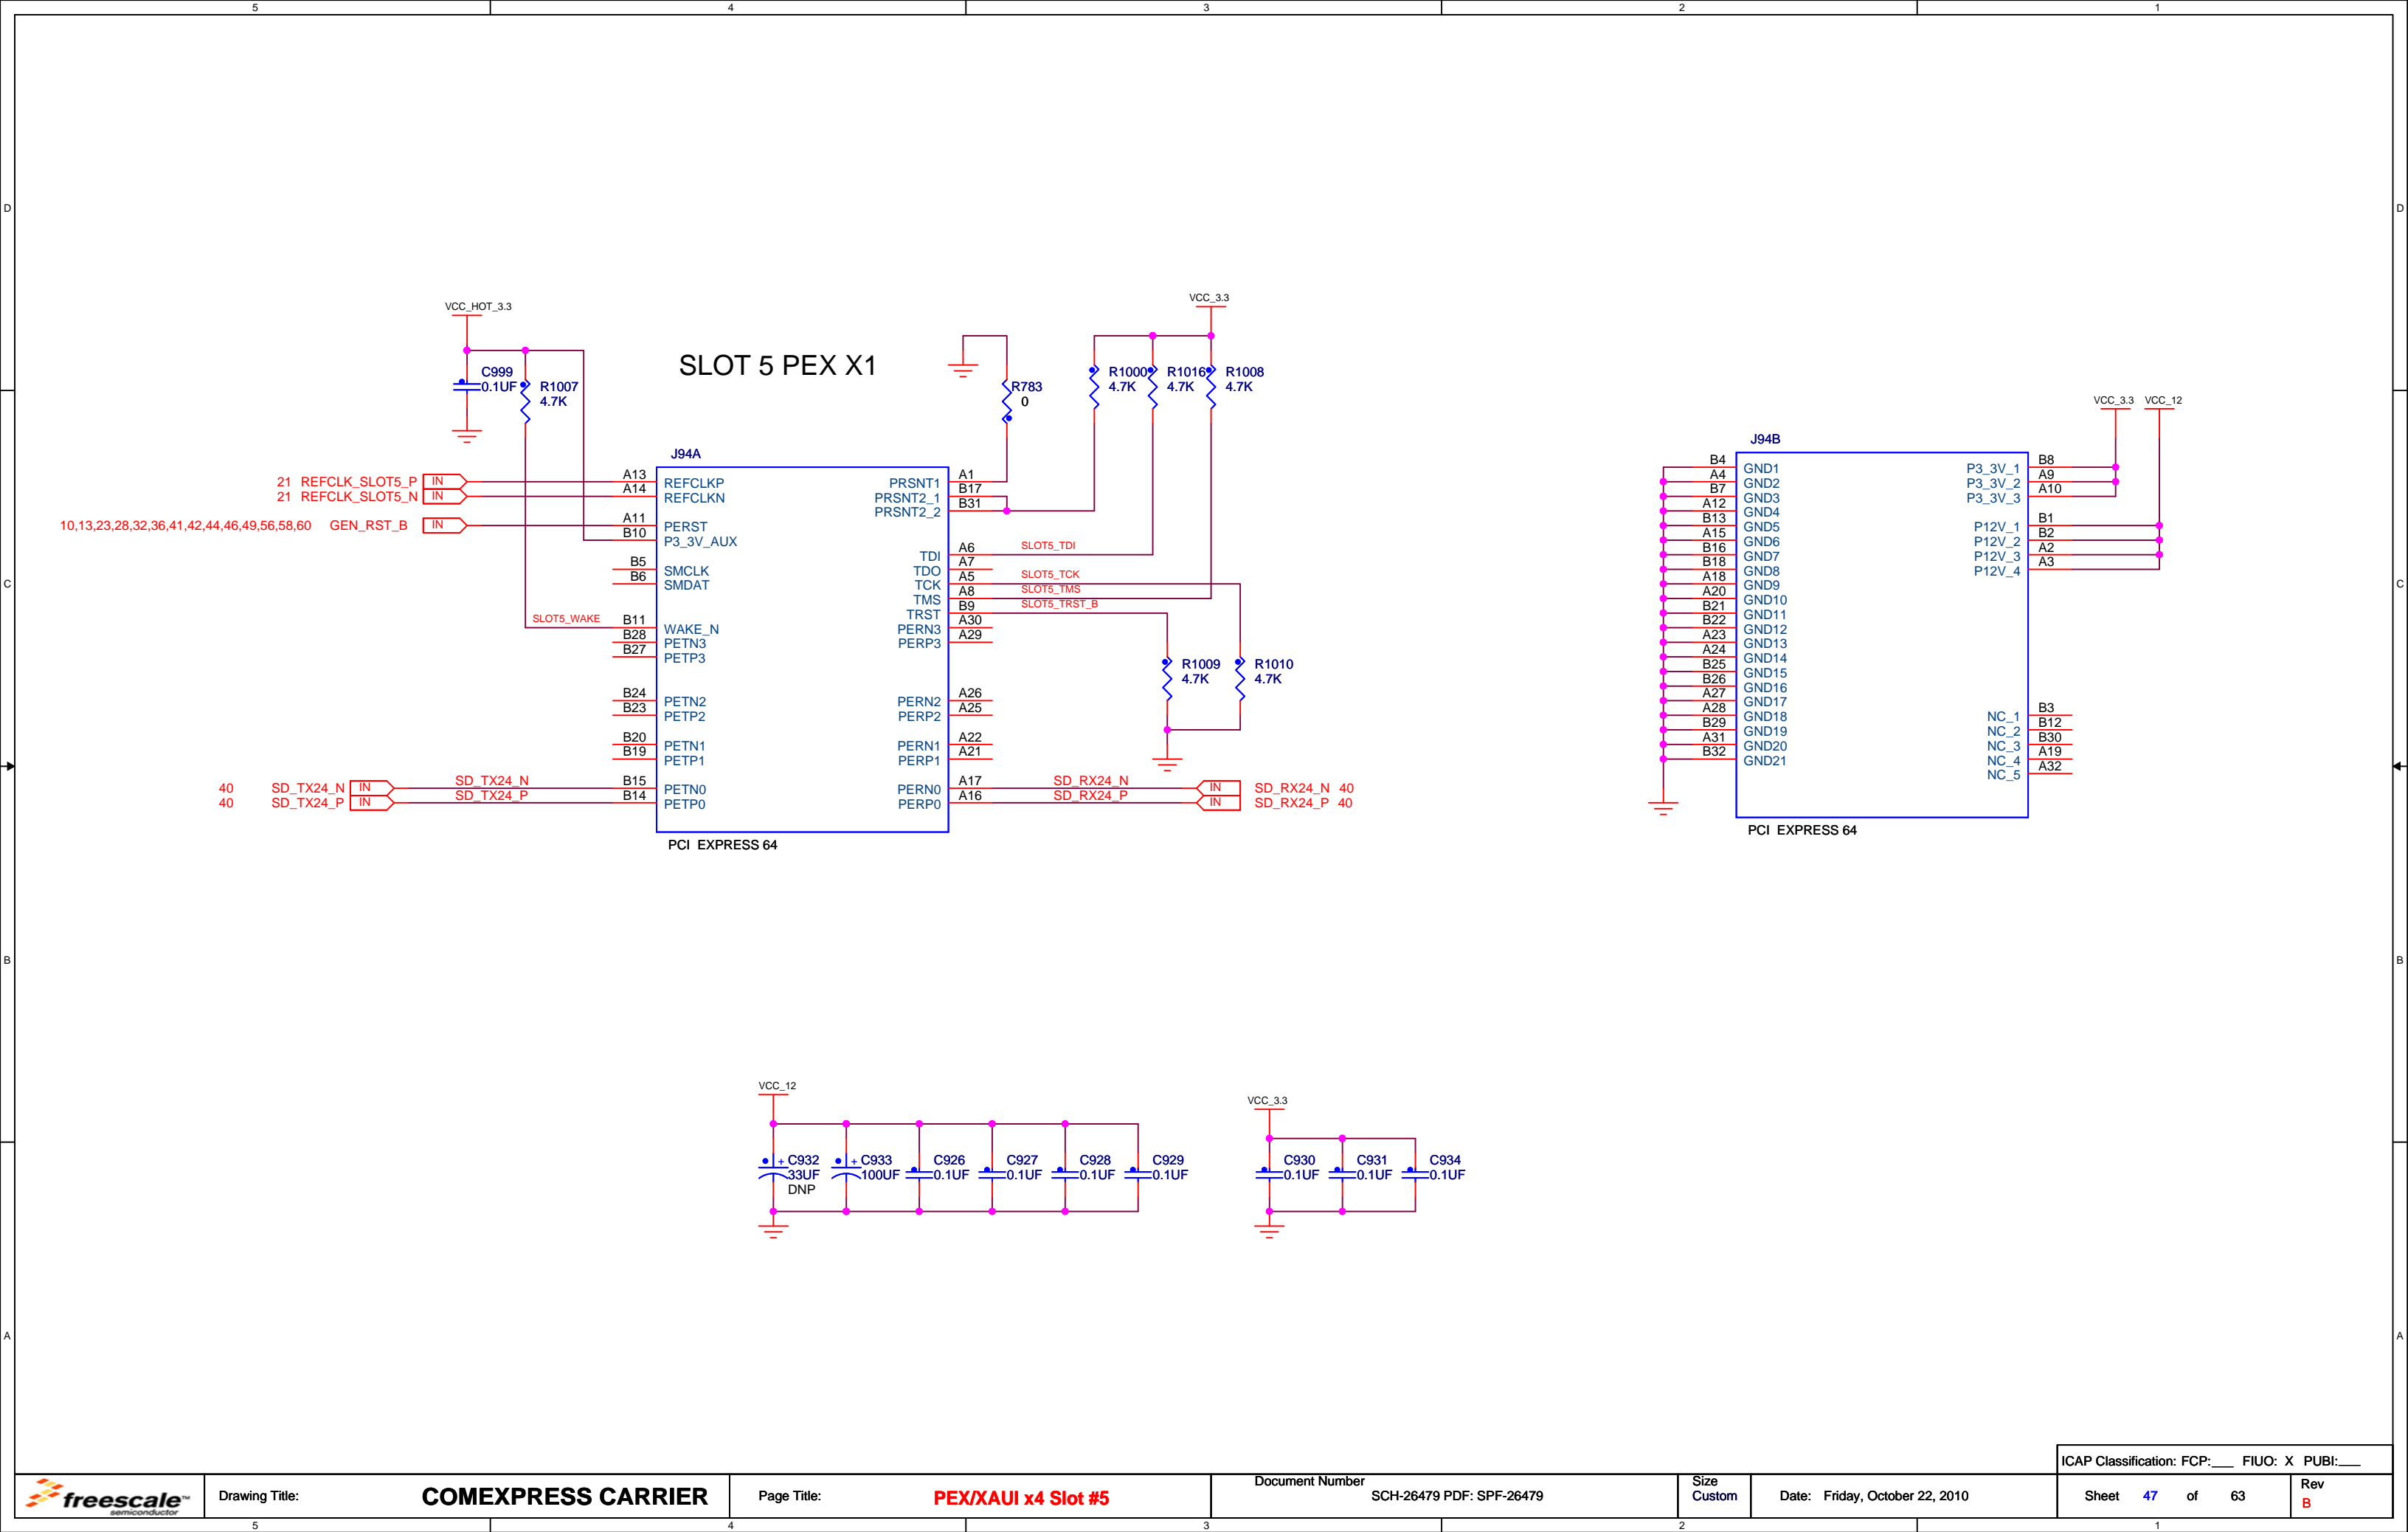 5 4 3 2 1
D D
C C
B B
A A
VCC_HOT_3.3
C999
0.1UF
R1007
4.7K
SLOT 5 PEX X1
R783
0
VCC_3.3
R1000
4.7K
R1016
4.7K
R1008
4.7K
J94A
21 REFCLK_SLOT5_P IN A13 REFCLKP
21 REFCLK_SLOT5_N IN A14 REFCLKN
10,13,23,28,32,36,41,42,44,46,49,56,58,60 GEN_RST_B IN A11 PERST
B10 P3_3V_AUX
B5 SMCLK
B6 SMDAT
SLOT5_WAKE B11 WAKE_N
B28 PETN3
B27 PETP3
B24 PETN2
B23 PETP2
B20 PETN1
B19 PETP1
40 SD_TX24_N IN SD_TX24_N B15 PETN0
40 SD_TX24_P IN SD_TX24_P B14 PETP0
PRSNT1 A1
PRSNT2_1 B17
PRSNT2_2 B31
TDI A6 SLOT5_TDI
TDO A7
TCK A5 SLOT5_TCK
TMS A8 SLOT5_TMS
TRST B9 SLOT5_TRST_B
PERN3 A30
PERP3 A29
PERN2 A26
PERP2 A25
PERN1 A22
PERP1 A21
PERN0 A17 SD_RX24_N IN SD_RX24_N 40
PERP0 A16 SD_RX24_P IN SD_RX24_P 40
R1009
4.7K
R1010
4.7K
PCI EXPRESS 64
VCC_3.3 VCC_12
J94B
B4 GND1
A4 GND2
B7 GND3
A12 GND4
B13 GND5
A15 GND6
B16 GND7
B18 GND8
A18 GND9
A20 GND10
B21 GND11
B22 GND12
A23 GND13
A24 GND14
B25 GND15
B26 GND16
A27 GND17
A28 GND18
B29 GND19
A31 GND20
B32 GND21
P3_3V_1 B8
P3_3V_2 A9
P3_3V_3 A10
P12V_1 B1
P12V_2 B2
P12V_3 A2
P12V_4 A3
NC_1 B3
NC_2 B12
NC_3 B30
NC_4 A19
NC_5 A32
PCI EXPRESS 64
VCC_12
+ C932
33UF
DNP
+ C933
100UF
C926
0.1UF
C927
0.1UF
C928
0.1UF
C929
0.1UF
VCC_3.3
C930
0.1UF
C931
0.1UF
C934
0.1UF
ICAP Classification: FCP:___ FIUO: X PUBI:___
freescale™
semiconductor
Drawing Title: COMEXPRESS CARRIER
Page Title: PEX/XAUI x4 Slot #5
Document Number
SCH-26479 PDF: SPF-26479
Size
Custom
Date: Friday, October 22, 2010
Sheet 47 of 63
Rev
B
5 4 3 2 1